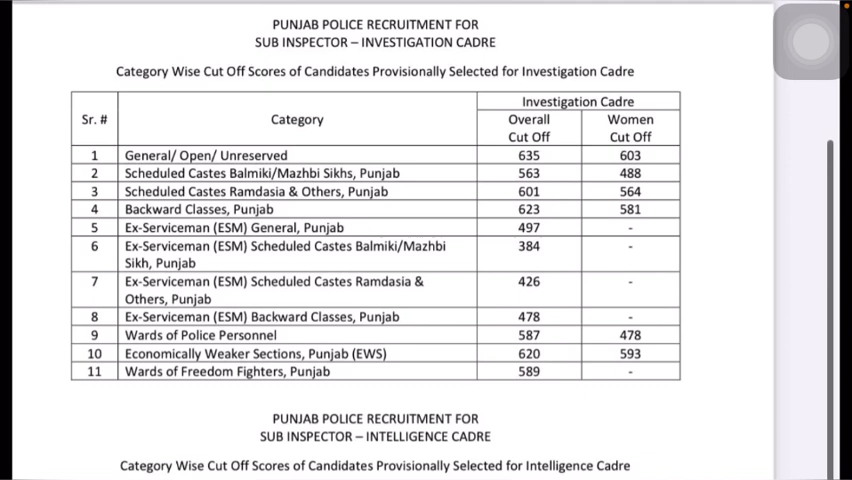 PUNJAB POLICE RECRUITMENT FOR
SUB INSPECTOR – INVESTIGATION CADRE
Category Wise Cut Off Scores of Candidates Provisionally Selected for Investigation Cadre
Sr. # Category Investigation Cadre
Overall Cut Off Women Cut Off
1 General/ Open/ Unreserved 635 603
2 Scheduled Castes Balmiki/Mazhbi Sikhs, Punjab 563 488
3 Scheduled Castes Ramdasia & Others, Punjab 601 564
4 Backward Classes, Punjab 623 581
5 Ex-Serviceman (ESM) General, Punjab 497 -
6 Ex-Serviceman (ESM) Scheduled Castes Balmiki/Mazhbi 384 -
Sikh, Punjab
7 Ex-Serviceman (ESM) Scheduled Castes Ramdasia & 426 -
Others, Punjab
8 Ex-Serviceman (ESM) Backward Classes, Punjab 478 -
9 Wards of Police Personnel 587 478
10 Economically Weaker Sections, Punjab (EWS) 620 593
11 Wards of Freedom Fighters, Punjab 589 -
PUNJAB POLICE RECRUITMENT FOR
SUB INSPECTOR – INTELLIGENCE CADRE
Category Wise Cut Off Scores of Candidates Provisionally Selected for Intelligence Cadre